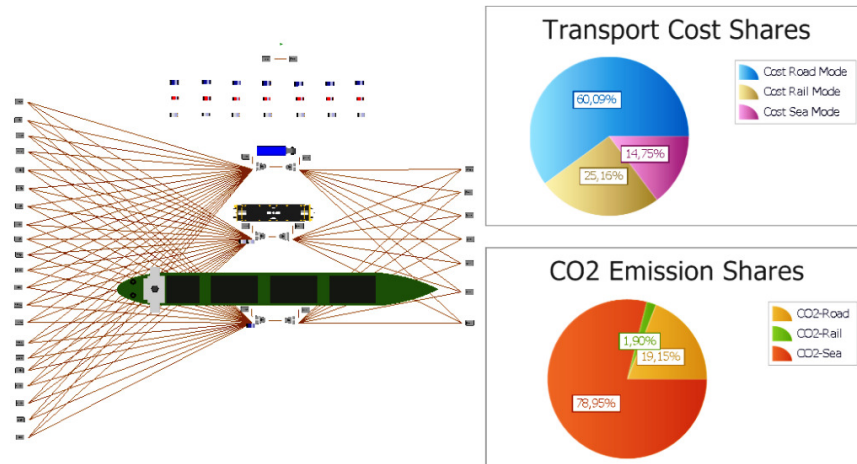 Transport Cost Shares
Cost Road Mode
Cost Rail Mode
Cost Sea Mode
60,09%
14,75%
25,16%
CO2 Emission Shares
CO2-Road
CO2-Rail
CO2-Sea
1,90%
19,15%
78,95%